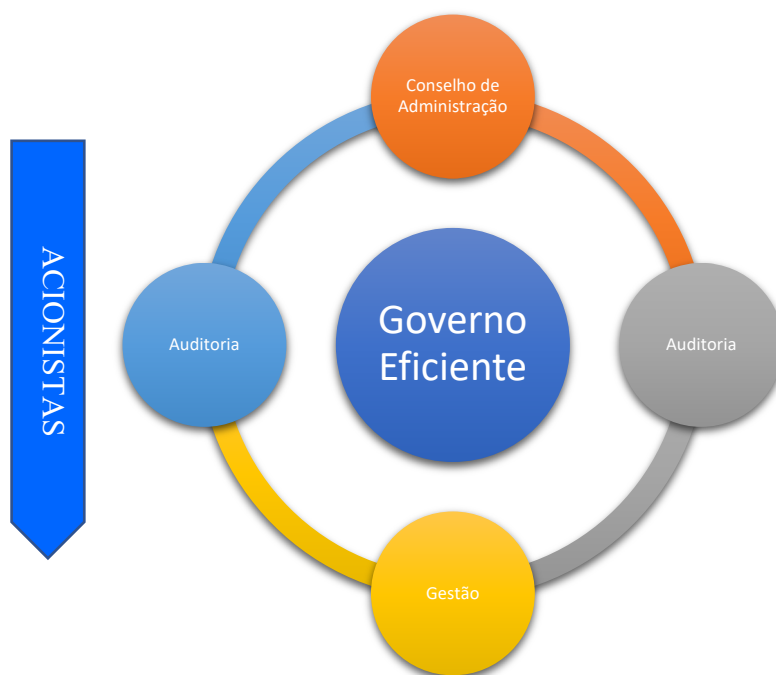 Conselho de
Administração
ACIONISTAS
Auditoria
Governo
Eficiente
Auditoria
Gestão